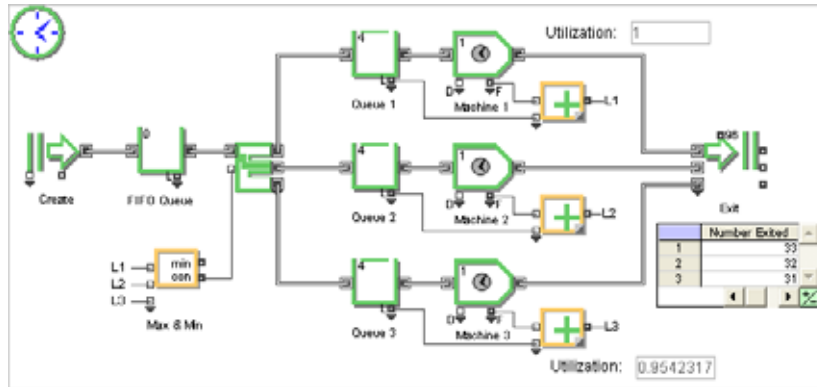 Utilization: 1
4
1
L
Queue 1
D
F
Machine 1
L1
0
L
Create
FIFO Queue
4
1
L
Queue 2
D
F
Machine 2
L2
96
Exit
Number Exited
1 33
2 32
3 31
L1
L2
L3
min
con
Max & Min
4
1
L
Queue 3
D
F
Machine 3
L3
Utilization: 0.9542317